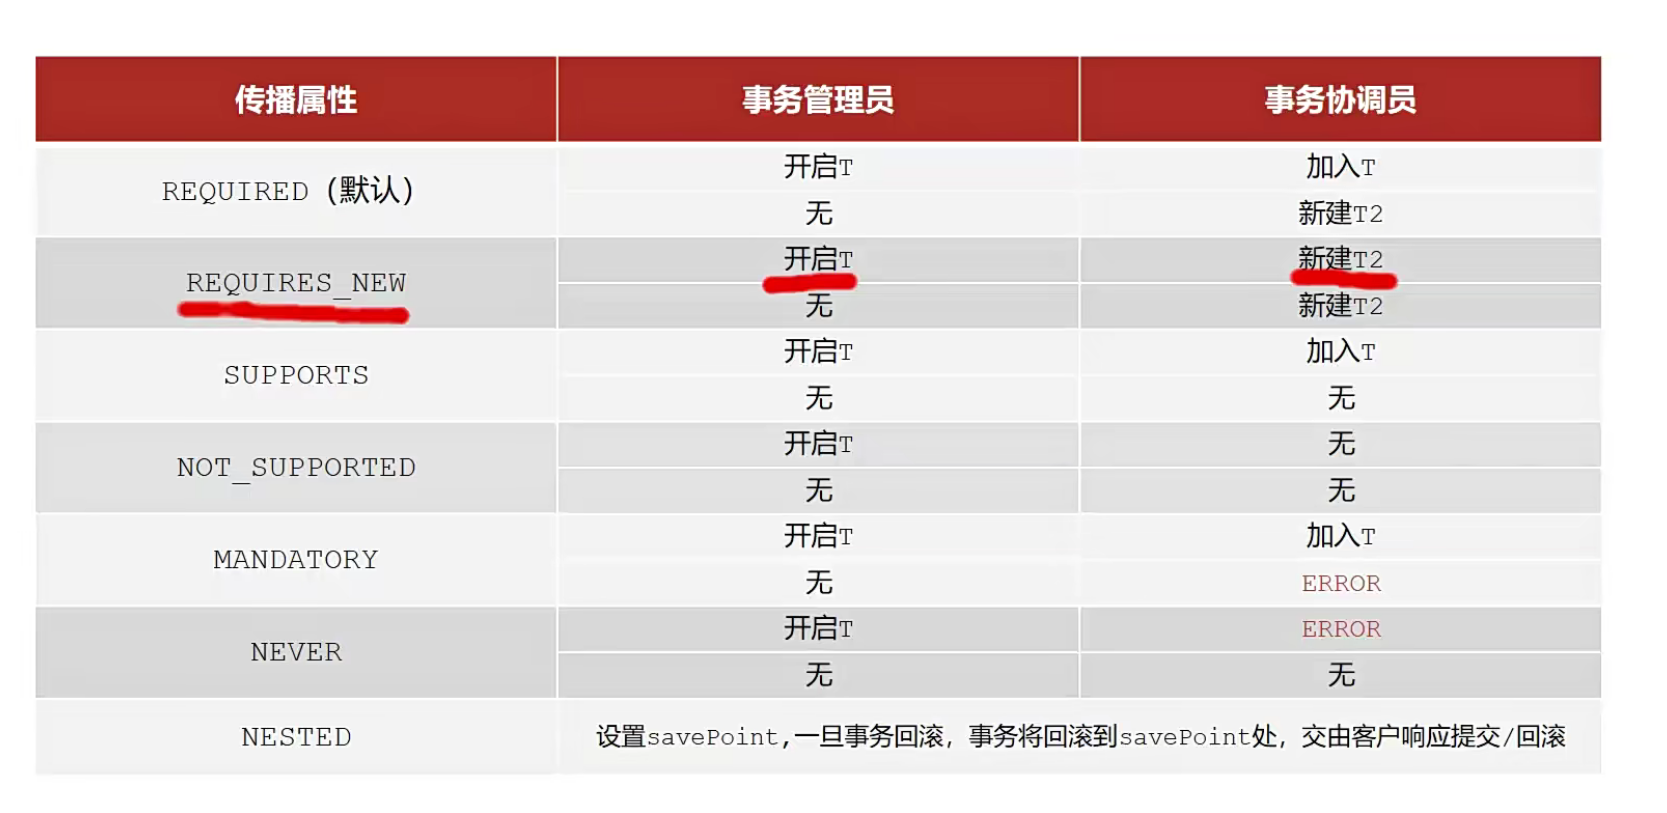 传播属性 事务管理员 事务协调员
REQUIRED（默认） 开启T 加入T
无 新建T2
REQUIRES_NEW 开启T 新建T2
无 新建T2
SUPPORTS 开启T 加入T
无 无
NOT_SUPPORTED 开启T 无
无 无
MANDATORY 开启T 加入T
无 ERROR
NEVER 开启T ERROR
无 无
NESTED 设置savePoint,一旦事务回滚，事务将回滚到savePoint处，交由客户响应提交/回滚